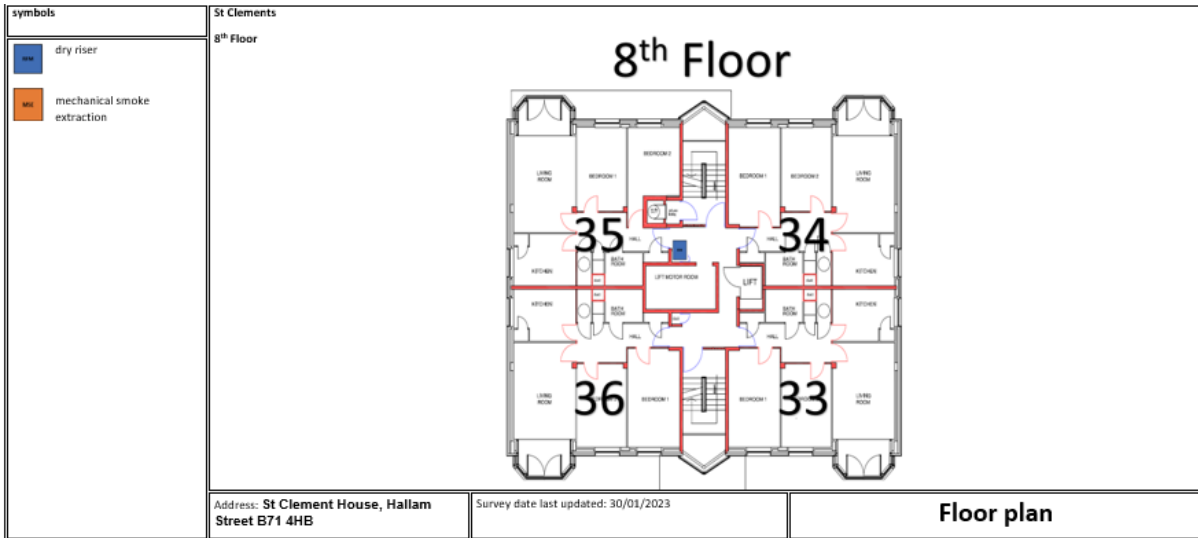 symbols
dry riser
mechanical smoke
extraction
St Clements
8th Floor
8th Floor
LIVING
ROOM
BEDROOM 1
BEDROOM 2
BEDROOM 1
BEDROOM 2
LIVING
ROOM
35
34
HALL
HALL
KITCHEN
BATH
ROOM
LIFT MOTOR ROOM
LIFT
BATH
ROOM
KITCHEN
KITCHEN
BATH
ROOM
BATH
ROOM
KITCHEN
HALL
HALL
LIVING
ROOM
36
BEDROOM 1
BEDROOM 1
33
LIVING
ROOM
Address: St Clement House, Hallam
Street B71 4HB
Survey date last updated: 30/01/2023
Floor plan